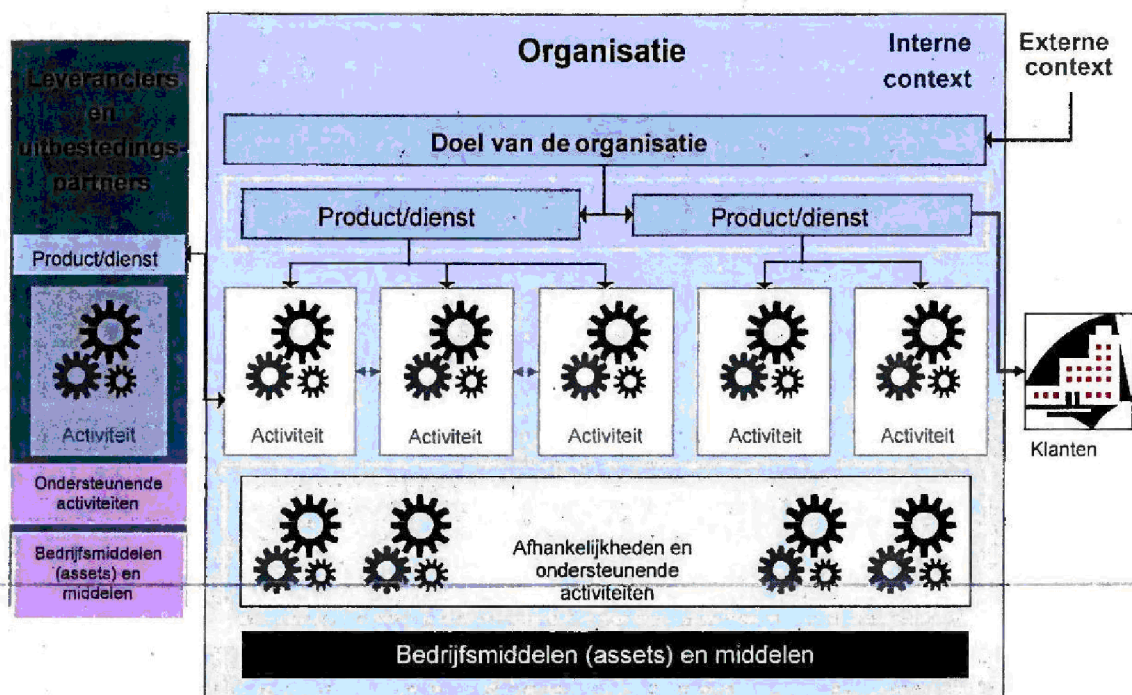 Organisatie
Interne
context
Externe
context
Leveranciers
en
uitbestedings-
partners
Doel van de organisatie
Product/dienst
Product/dienst
Product/dienst
Activiteit
Activiteit
Activiteit
Activiteit
Activiteit
Activiteit
Klanten
Ondersteunende
activiteiten
Bedrijfsmiddelen
(assets) en
middelen
Afhankelijkheden en
ondersteunende
activiteiten
Bedrijfsmiddelen (assets) en middelen